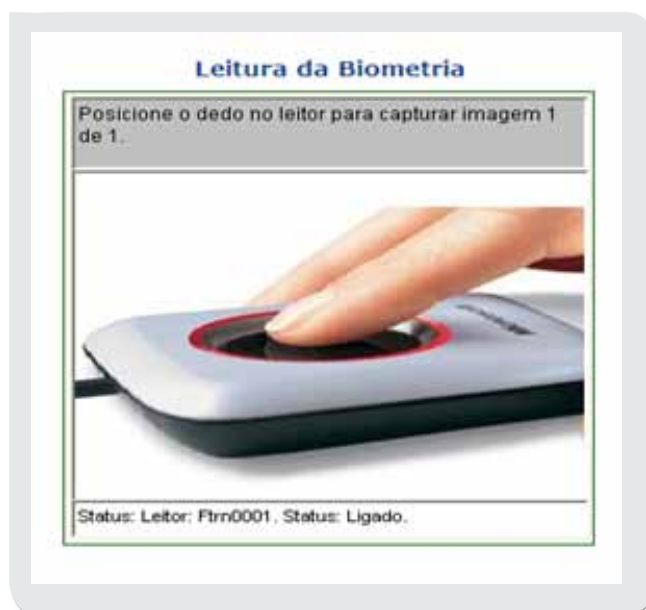 Leitura da Biometria
Posicione o dedo no leitor para capturar imagem 1
de 1.
Status: Leitor: Ftrn0001. Status: Ligado.